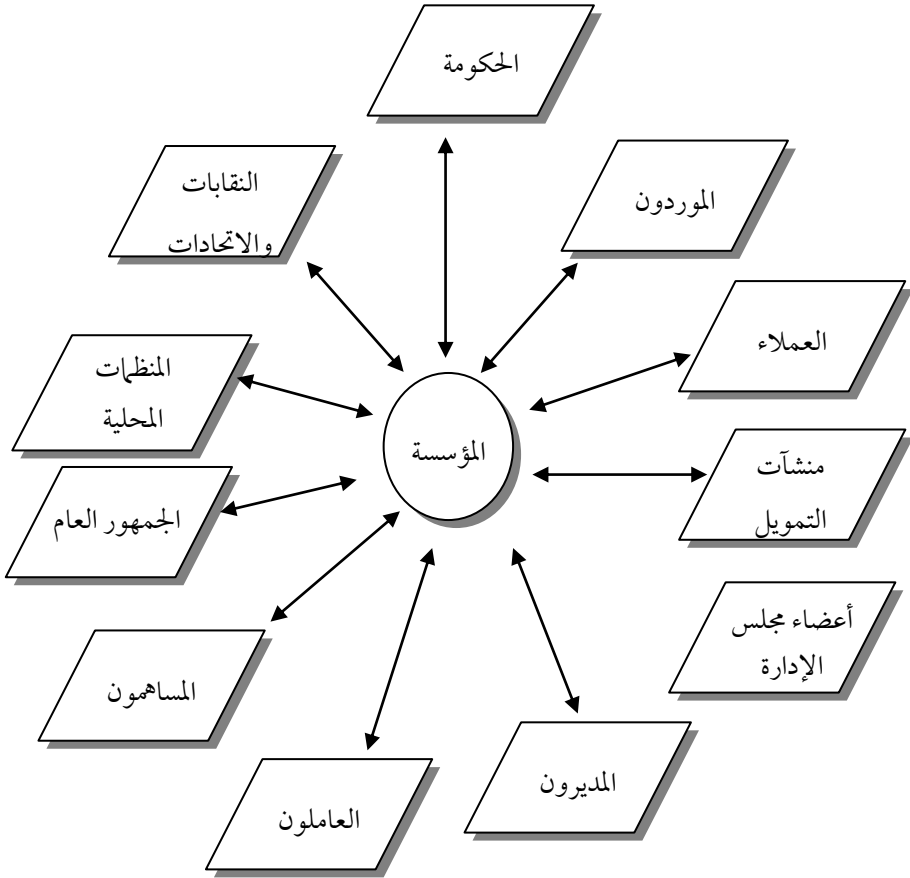 الحكومة
النقابات
والاتحادات
الموردون
العملاء
المنظمات
المحلية
المؤسسة
منشآت
التمويل
الجمهور العام
أعضاء مجلس
الإدارة
المساهمون
المديرون
العاملون